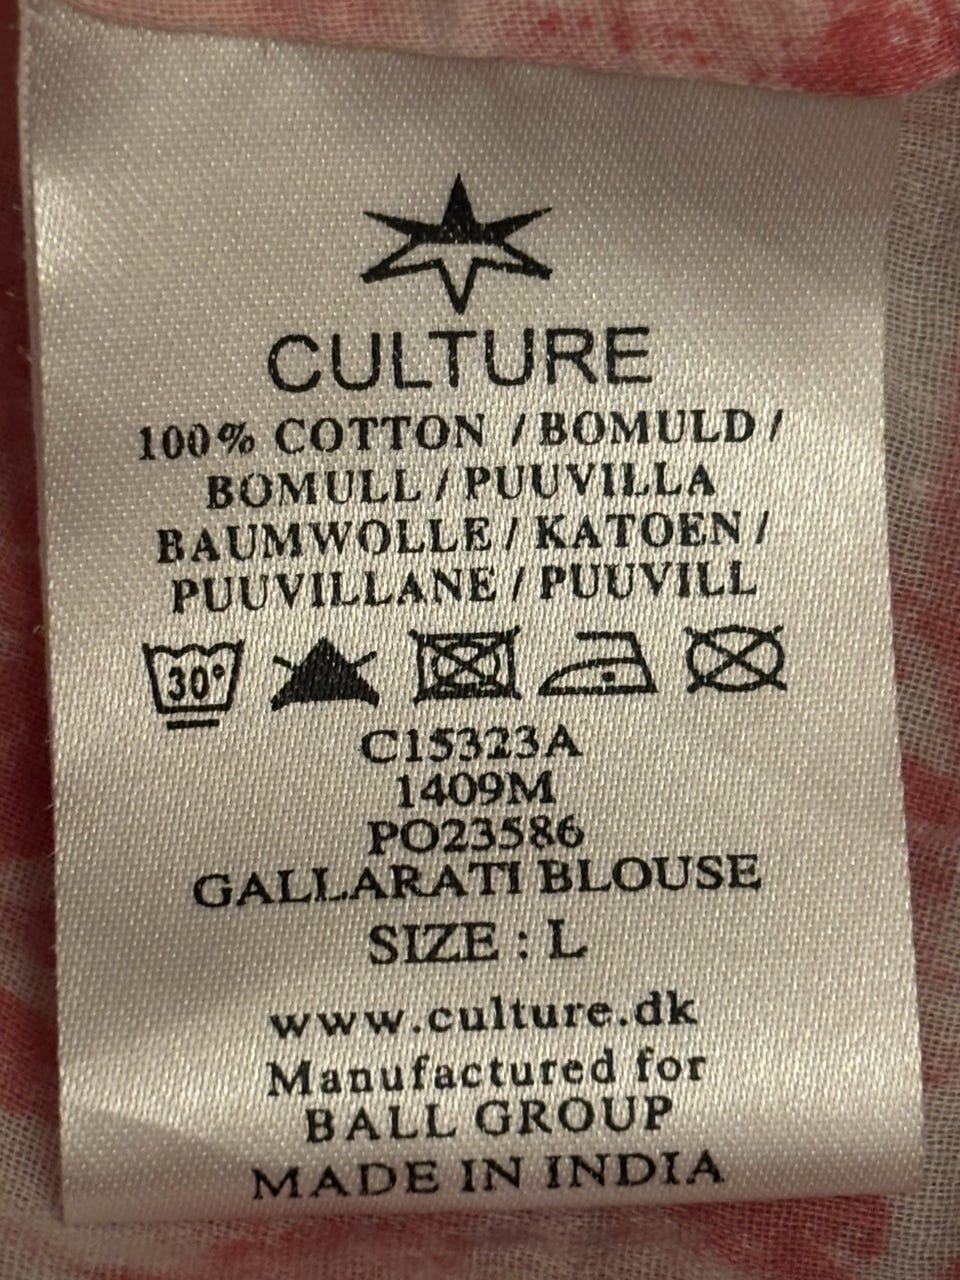 CULTURE
100% COTTON / BOMULD /
BOMULL / PUUVILLA
BAUMWOLLE / KATOEN /
PUUVILLANE / PUUVILL
30°
C15323A
1409M
PO23586
GALLARATI BLOUSE
SIZE : L
www.culture.dk
Manufactured for
BALL GROUP
MADE IN INDIA